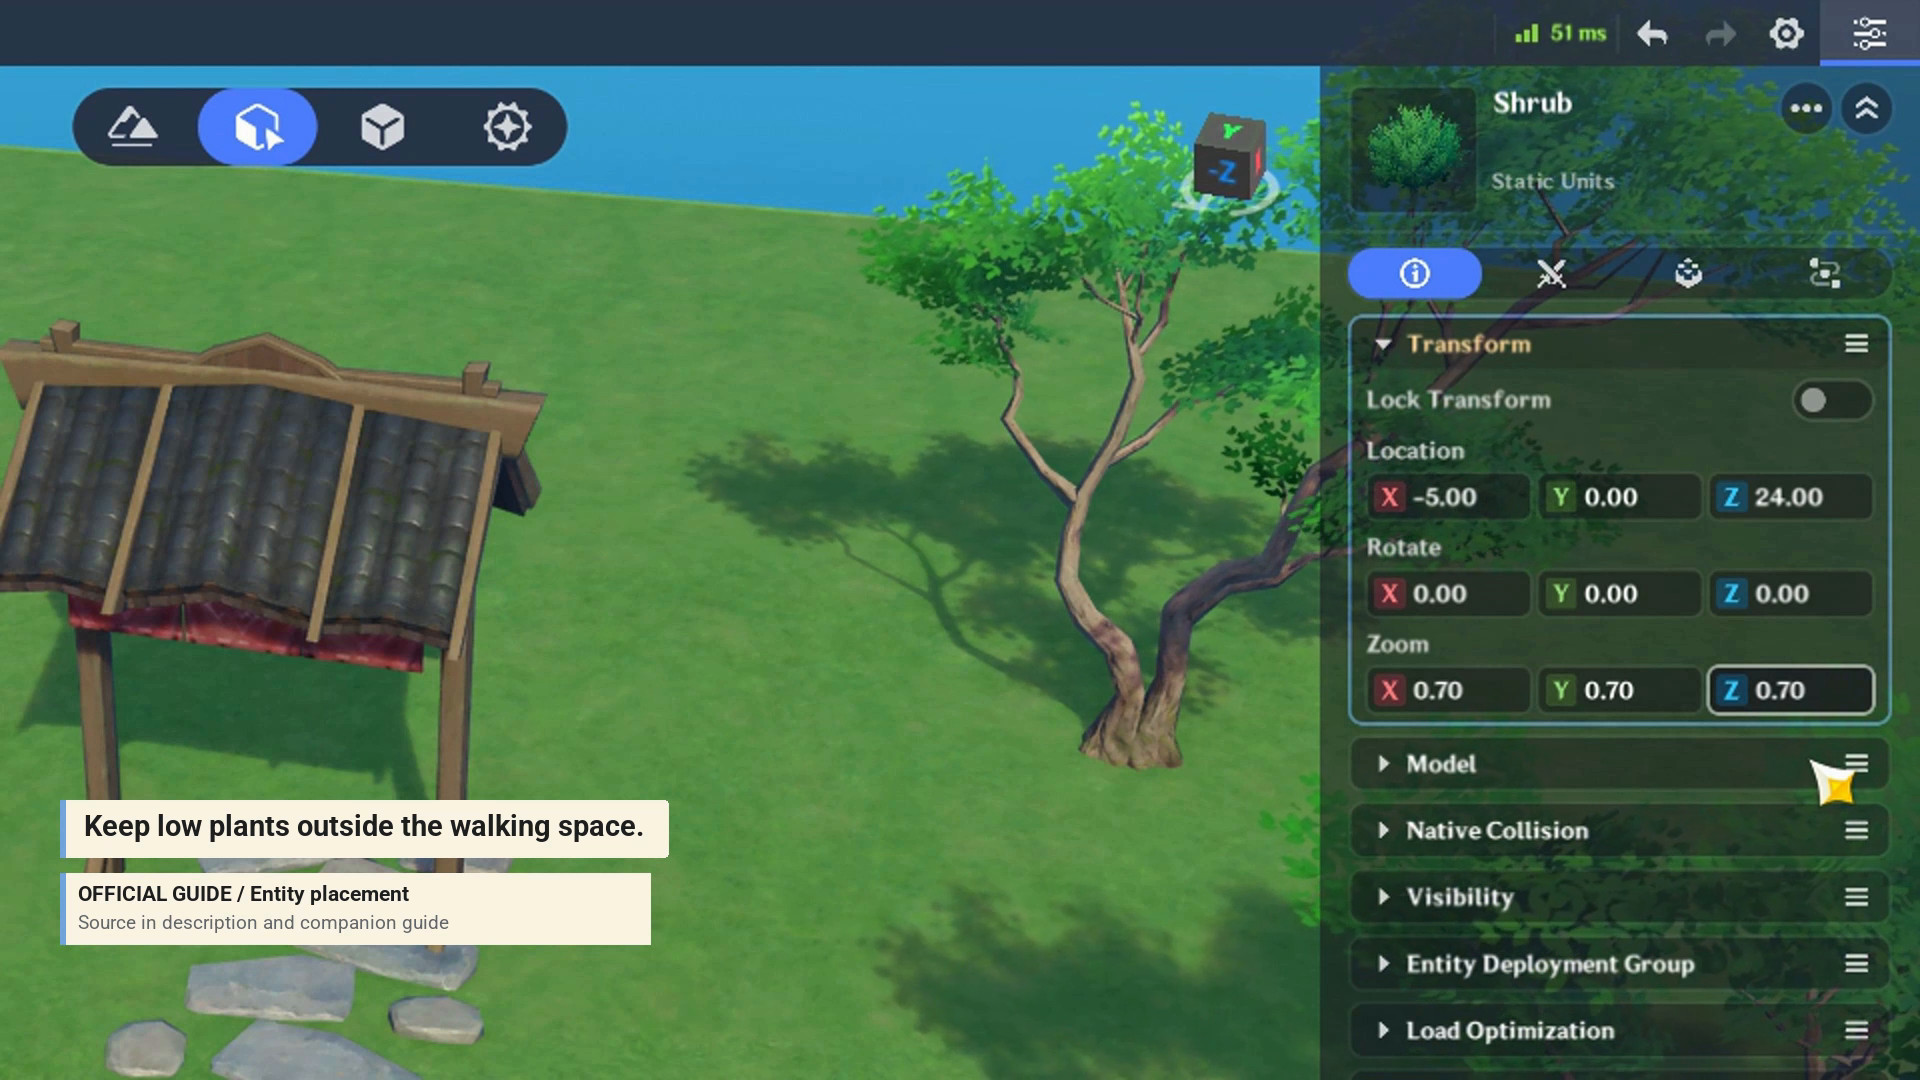 51 ms
Y
-Z
Shrub
Static Units
Transform
Lock Transform
Location
X -5.00 Y 0.00 Z 24.00
Rotate
X 0.00 Y 0.00 Z 0.00
Zoom
X 0.70 Y 0.70 Z 0.70
Model
Native Collision
Visibility
Entity Deployment Group
Load Optimization
Keep low plants outside the walking space.
OFFICIAL GUIDE / Entity placement
Source in description and companion guide